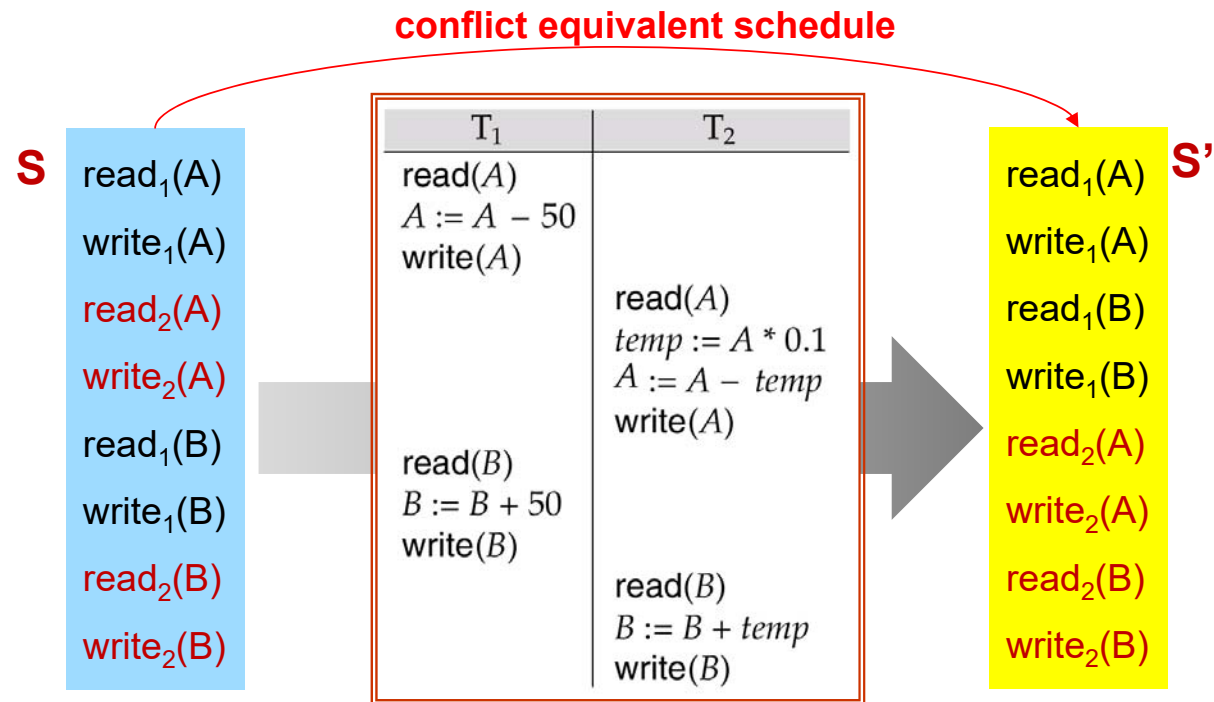 conflict equivalent schedule
S
read₁(A)
write₁(A)
read₂(A)
write₂(A)
read₁(B)
write₁(B)
read₂(B)
write₂(B)
T₁ T₂
read(A)
A := A − 50
write(A)
read(A)
temp := A * 0.1
A := A − temp
write(A)
read(B)
B := B + 50
write(B)
read(B)
B := B + temp
write(B)
S’
read₁(A)
write₁(A)
read₁(B)
write₁(B)
read₂(A)
write₂(A)
read₂(B)
write₂(B)